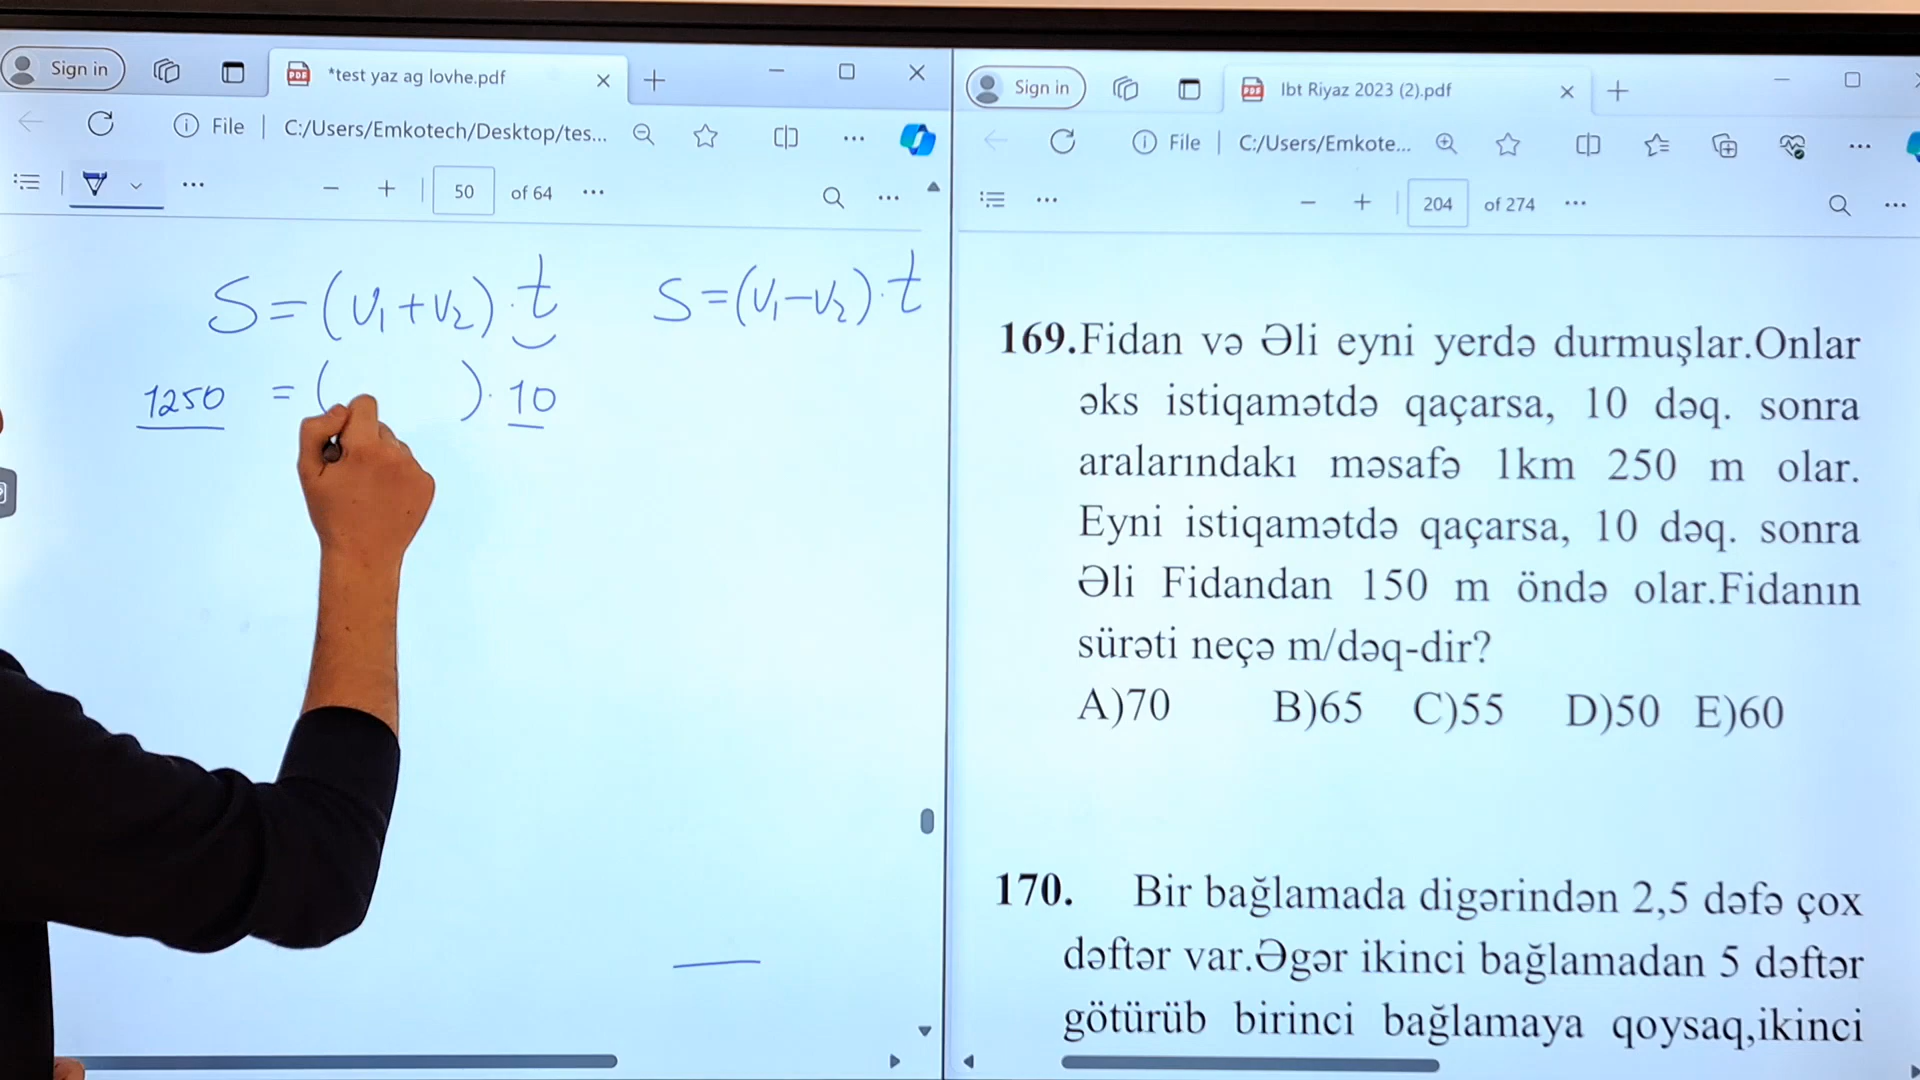 Sign in
*test yaz ag lovhe.pdf
File
C:/Users/Emkotech/Desktop/tes...
50 of 64
S=(V₁+V₂)·t
S=(V₁-V₂)·t
1250 = ( )·10
Sign in
Ibt Riyaz 2023 (2).pdf
File
C:/Users/Emkote...
204 of 274
169.Fidan və Əli eyni yerdə durmuşlar.Onlar
əks istiqamətdə qaçarsa, 10 dəq. sonra
aralarındakı məsafə 1km 250 m olar.
Eyni istiqamətdə qaçarsa, 10 dəq. sonra
Əli Fidandan 150 m öndə olar.Fidanın
sürəti neçə m/dəq-dir?
A)70 B)65 C)55 D)50 E)60
170. Bir bağlamada digərindən 2,5 dəfə çox
dəftər var.Əgər ikinci bağlamadan 5 dəftər
götürüb birinci bağlamaya qoysaq,ikinci